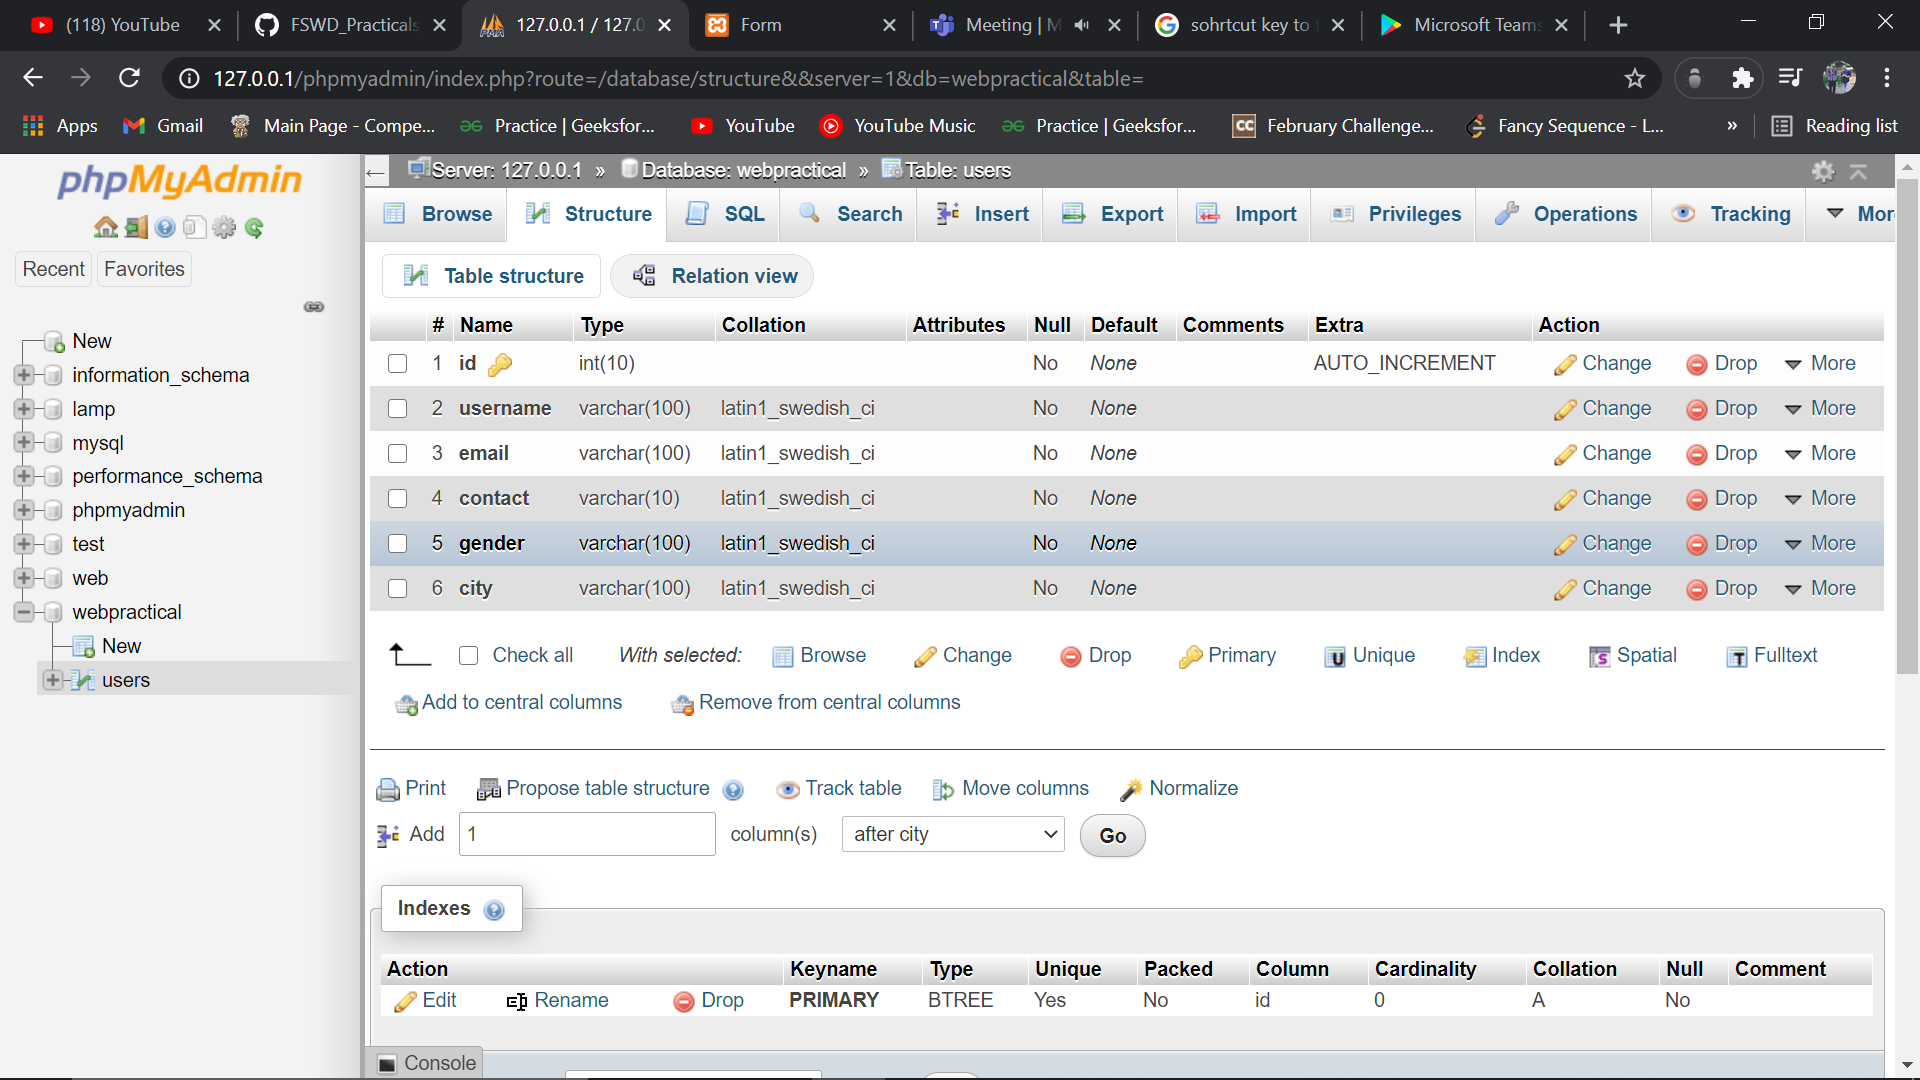 (118) YouTube
FSWD_Practicals
127.0.0.1 / 127.0
Form
Meeting | M
sohrtcut key to
Microsoft Teams
127.0.0.1/phpmyadmin/index.php?route=/database/structure&&server=1&db=webpractical&table=
Apps
Gmail
Main Page - Compe...
Practice | Geeksfor...
YouTube
YouTube Music
Practice | Geeksfor...
February Challenge...
Fancy Sequence - L...
»
Reading list
phpMyAdmin
Recent Favorites
New
information_schema
lamp
mysql
performance_schema
phpmyadmin
test
web
webpractical
New
users
Server: 127.0.0.1 » Database: webpractical » Table: users
Browse Structure SQL Search Insert Export Import Privileges Operations Tracking Mor
Table structure Relation view
# Name Type Collation Attributes Null Default Comments Extra Action
1 id int(10) No None AUTO_INCREMENT Change Drop More
2 username varchar(100) latin1_swedish_ci No None Change Drop More
3 email varchar(100) latin1_swedish_ci No None Change Drop More
4 contact varchar(10) latin1_swedish_ci No None Change Drop More
5 gender varchar(100) latin1_swedish_ci No None Change Drop More
6 city varchar(100) latin1_swedish_ci No None Change Drop More
Check all With selected: Browse Change Drop Primary Unique Index Spatial Fulltext
Add to central columns Remove from central columns
Print Propose table structure Track table Move columns Normalize
Add 1 column(s) after city Go
Indexes
Action Keyname Type Unique Packed Column Cardinality Collation Null Comment
Edit Rename Drop PRIMARY BTREE Yes No id 0 A No
Console